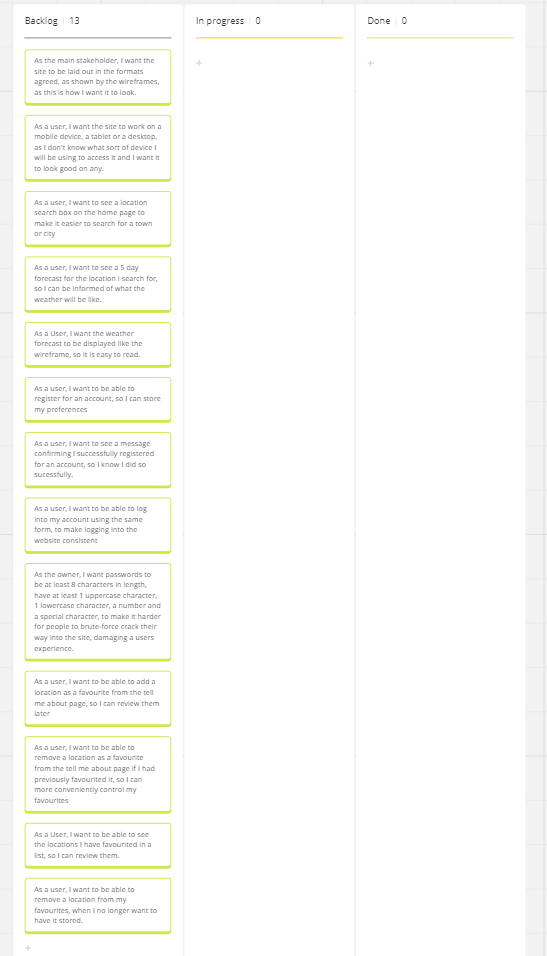 Backlog | 13
In progress | 0
Done | 0
+
+
As the main stakeholder, I want the
site to be laid out in the formats
agreed, as shown by the wireframes,
as this is how I want it to look.
As a user, I want the site to work on a
mobile device, a tablet or a desktop,
as I don't know what sort of device I
will be using to access it and I want it
to look good on any.
As a user, I want to see a location
search box on the home page to
make it easier to search for a town
or city
As a user, I want to see a 5 day
forecast for the location i search for,
so I can be informed of what the
weather will be like.
As a User, I want the weather
forecast to be displayed like the
wireframe, so it is easy to read.
As a user, I want to be able to
register for an account, so I can store
my preferences
As a user, I want to see a message
confirming I successfully registered
for an account, so I know I did so
sucessfully.
As a user, I want to be able to log
into my account using the same
form, to make logging into the
website consistent
As the owner, I want passwords to
be at least 8 characters in length,
have at least 1 uppercase character,
1 lowercase character, a number and
a special character, to make it harder
for people to brute-force crack their
way into the site, damaging a users
experience.
As a user, I want to be able to add a
location as a favourite from the tell
me about page, so I can review them
later
As a user, I want to be able to
remove a location as a favourite
from the tell me about page if I had
previously favourited it, so I can
more conveniently control my
favourites
As a User, I want to be able to see
the locations I have favourited in a
list, so I can review them.
As a user, I want to be able to
remove a location from my
favourites, when I no longer want to
have it stored.
+